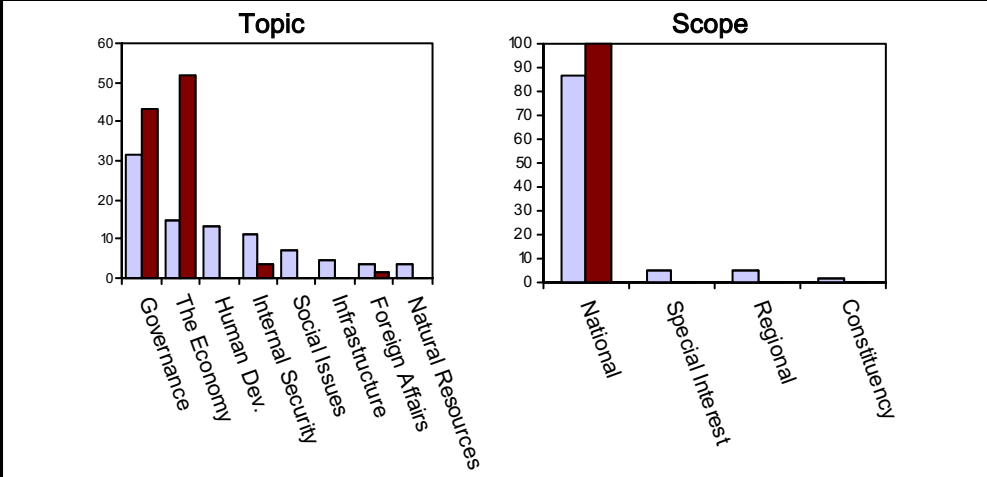 Topic
60
50
40
30
20
10
0
Governance
The Economy
Human Dev.
Internal Security
Social Issues
Infrastructure
Foreign Affairs
Natural Resources
Scope
100
90
80
70
60
50
40
30
20
10
0
National
Special Interest
Regional
Constituency